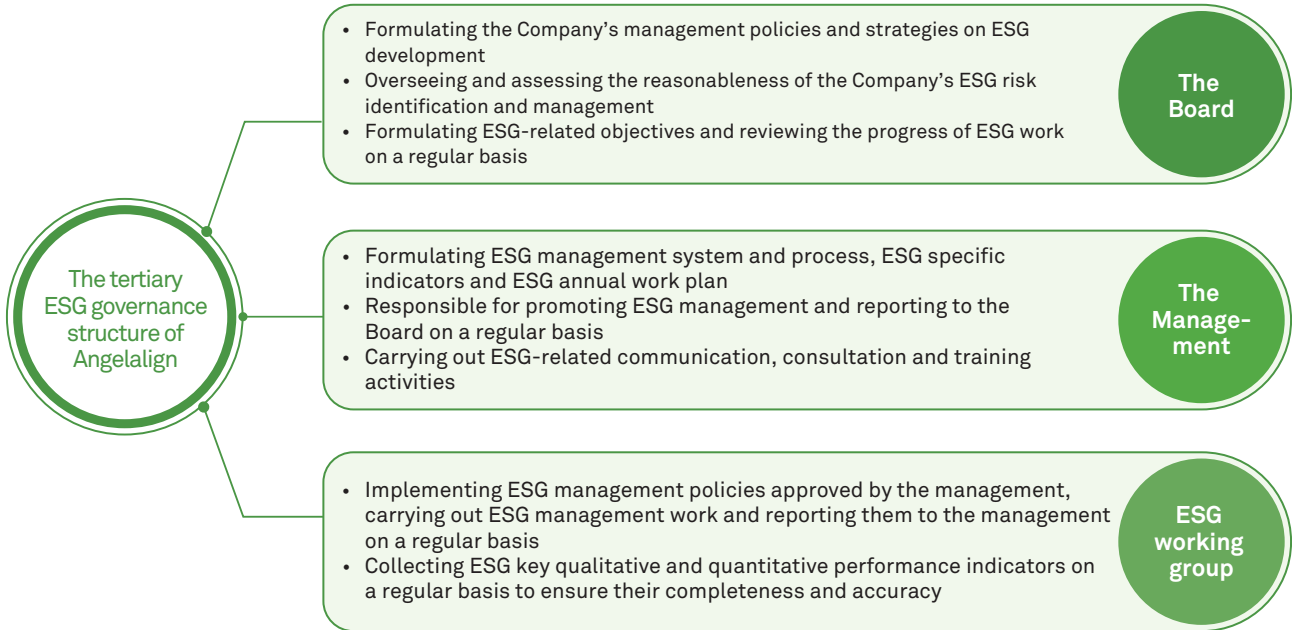 The tertiary
ESG governance
structure of
Angelalign
• Formulating the Company's management policies and strategies on ESG
development
• Overseeing and assessing the reasonableness of the Company's ESG risk
identification and management
• Formulating ESG-related objectives and reviewing the progress of ESG work
on a regular basis
The
Board
• Formulating ESG management system and process, ESG specific
indicators and ESG annual work plan
• Responsible for promoting ESG management and reporting to the
Board on a regular basis
• Carrying out ESG-related communication, consultation and training
activities
The
Manage-
ment
• Implementing ESG management policies approved by the management,
carrying out ESG management work and reporting them to the management
on a regular basis
• Collecting ESG key qualitative and quantitative performance indicators on
a regular basis to ensure their completeness and accuracy
ESG
working
group